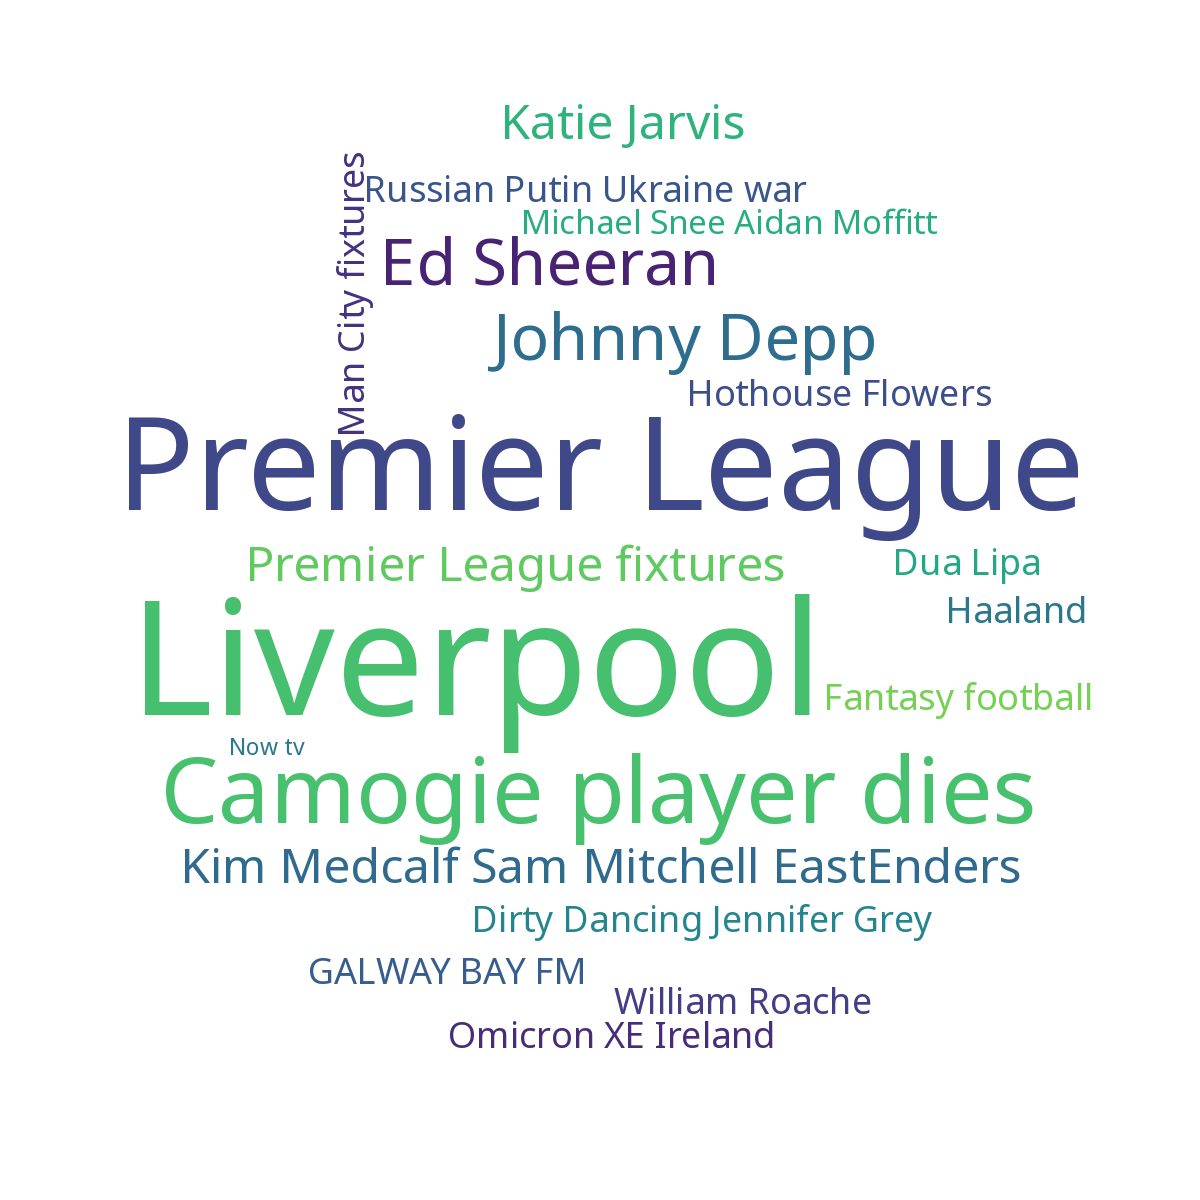 Katie Jarvis
Russian Putin Ukraine war
Man City fixtures
Michael Snee Aidan Moffitt
Ed Sheeran
Johnny Depp
Hothouse Flowers
Premier League
Premier League fixtures
Dua Lipa
Haaland
Liverpool
Fantasy football
Now tv
Camogie player dies
Kim Medcalf Sam Mitchell EastEnders
Dirty Dancing Jennifer Grey
GALWAY BAY FM
William Roache
Omicron XE Ireland